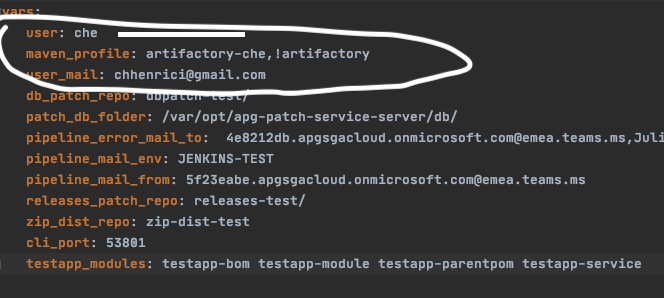 vars:
user: che
maven_profile: artifactory-che,!artifactory
user_mail: chhenrici@gmail.com
db_patch_repo: dbpatch-test/
patch_db_folder: /var/opt/apg-patch-service-server/db/
pipeline_error_mail_to:  4e8212db.apgsgacloud.onmicrosoft.com@emea.teams.ms,Juli
pipeline_mail_env: JENKINS-TEST
pipeline_mail_from: 5f23eabe.apgsgacloud.onmicrosoft.com@emea.teams.ms
releases_patch_repo: releases-test/
zip_dist_repo: zip-dist-test
cli_port: 53801
testapp_modules: testapp-bom testapp-module testapp-parentpom testapp-service